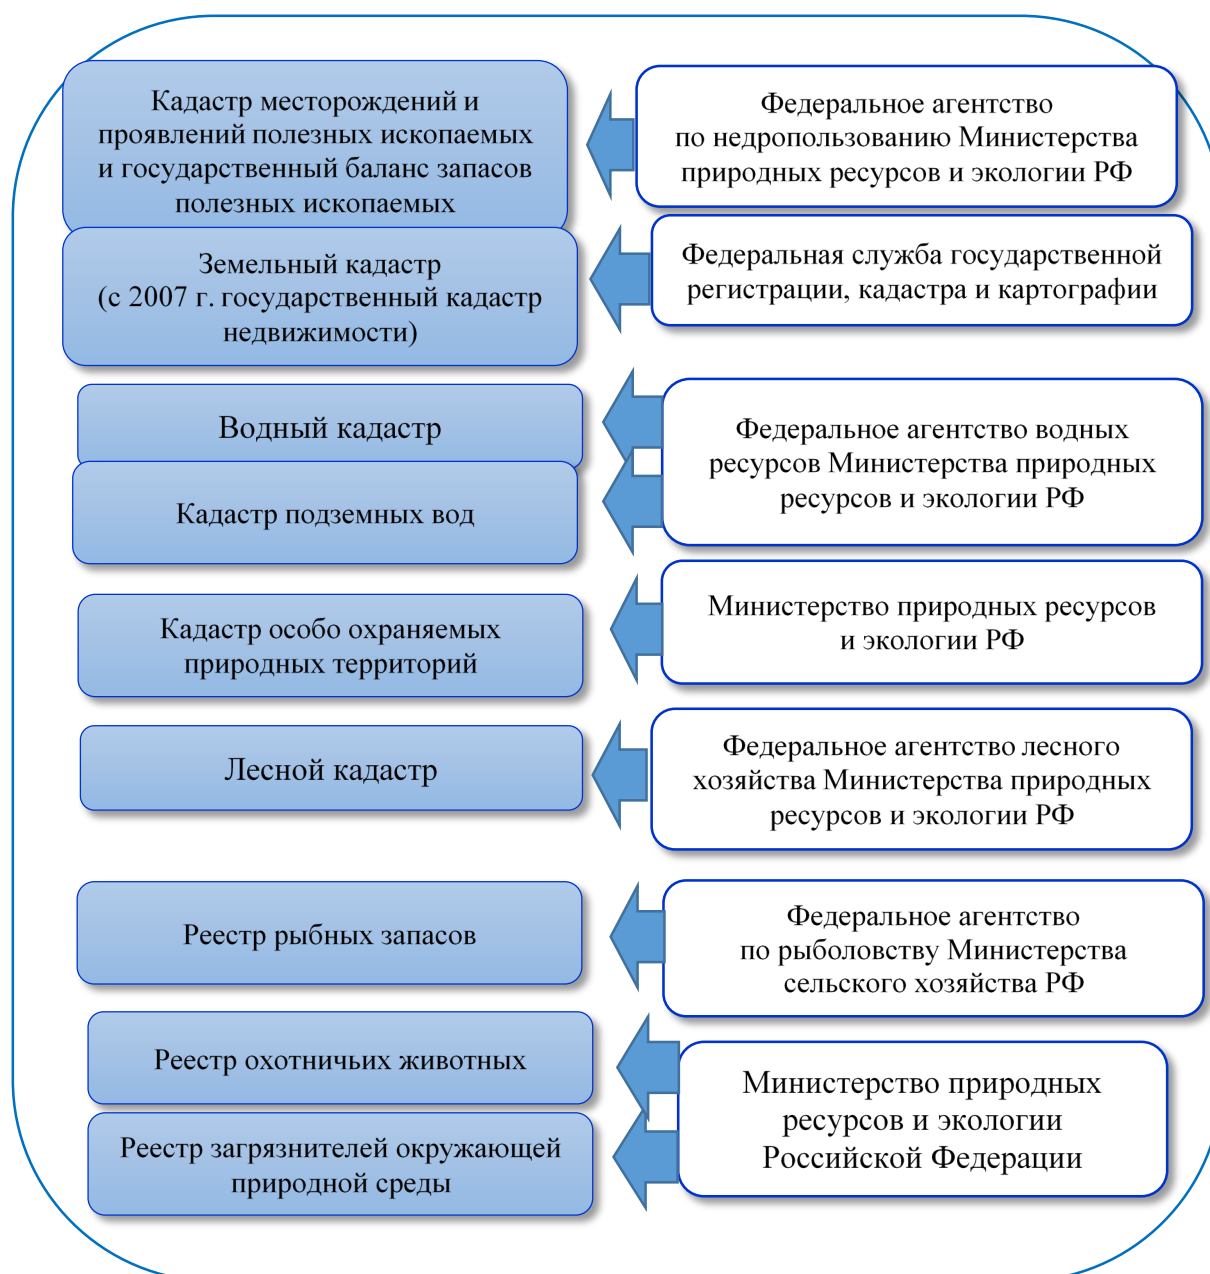 Кадастр месторождений и
проявлений полезных ископаемых
и государственный баланс запасов
полезных ископаемых
Федеральное агентство
по недропользованию Министерства
природных ресурсов и экологии РФ
Земельный кадастр
(с 2007 г. государственный кадастр
недвижимости)
Федеральная служба государственной
регистрации, кадастра и картографии
Водный кадастр
Кадастр подземных вод
Федеральное агентство водных
ресурсов Министерства природных
ресурсов и экологии РФ
Кадастр особо охраняемых
природных территорий
Министерство природных ресурсов
и экологии РФ
Лесной кадастр
Федеральное агентство лесного
хозяйства Министерства природных
ресурсов и экологии РФ
Реестр рыбных запасов
Федеральное агентство
по рыболовству Министерства
сельского хозяйства РФ
Реестр охотничьих животных
Реестр загрязнителей окружающей
природной среды
Министерство природных
ресурсов и экологии
Российской Федерации